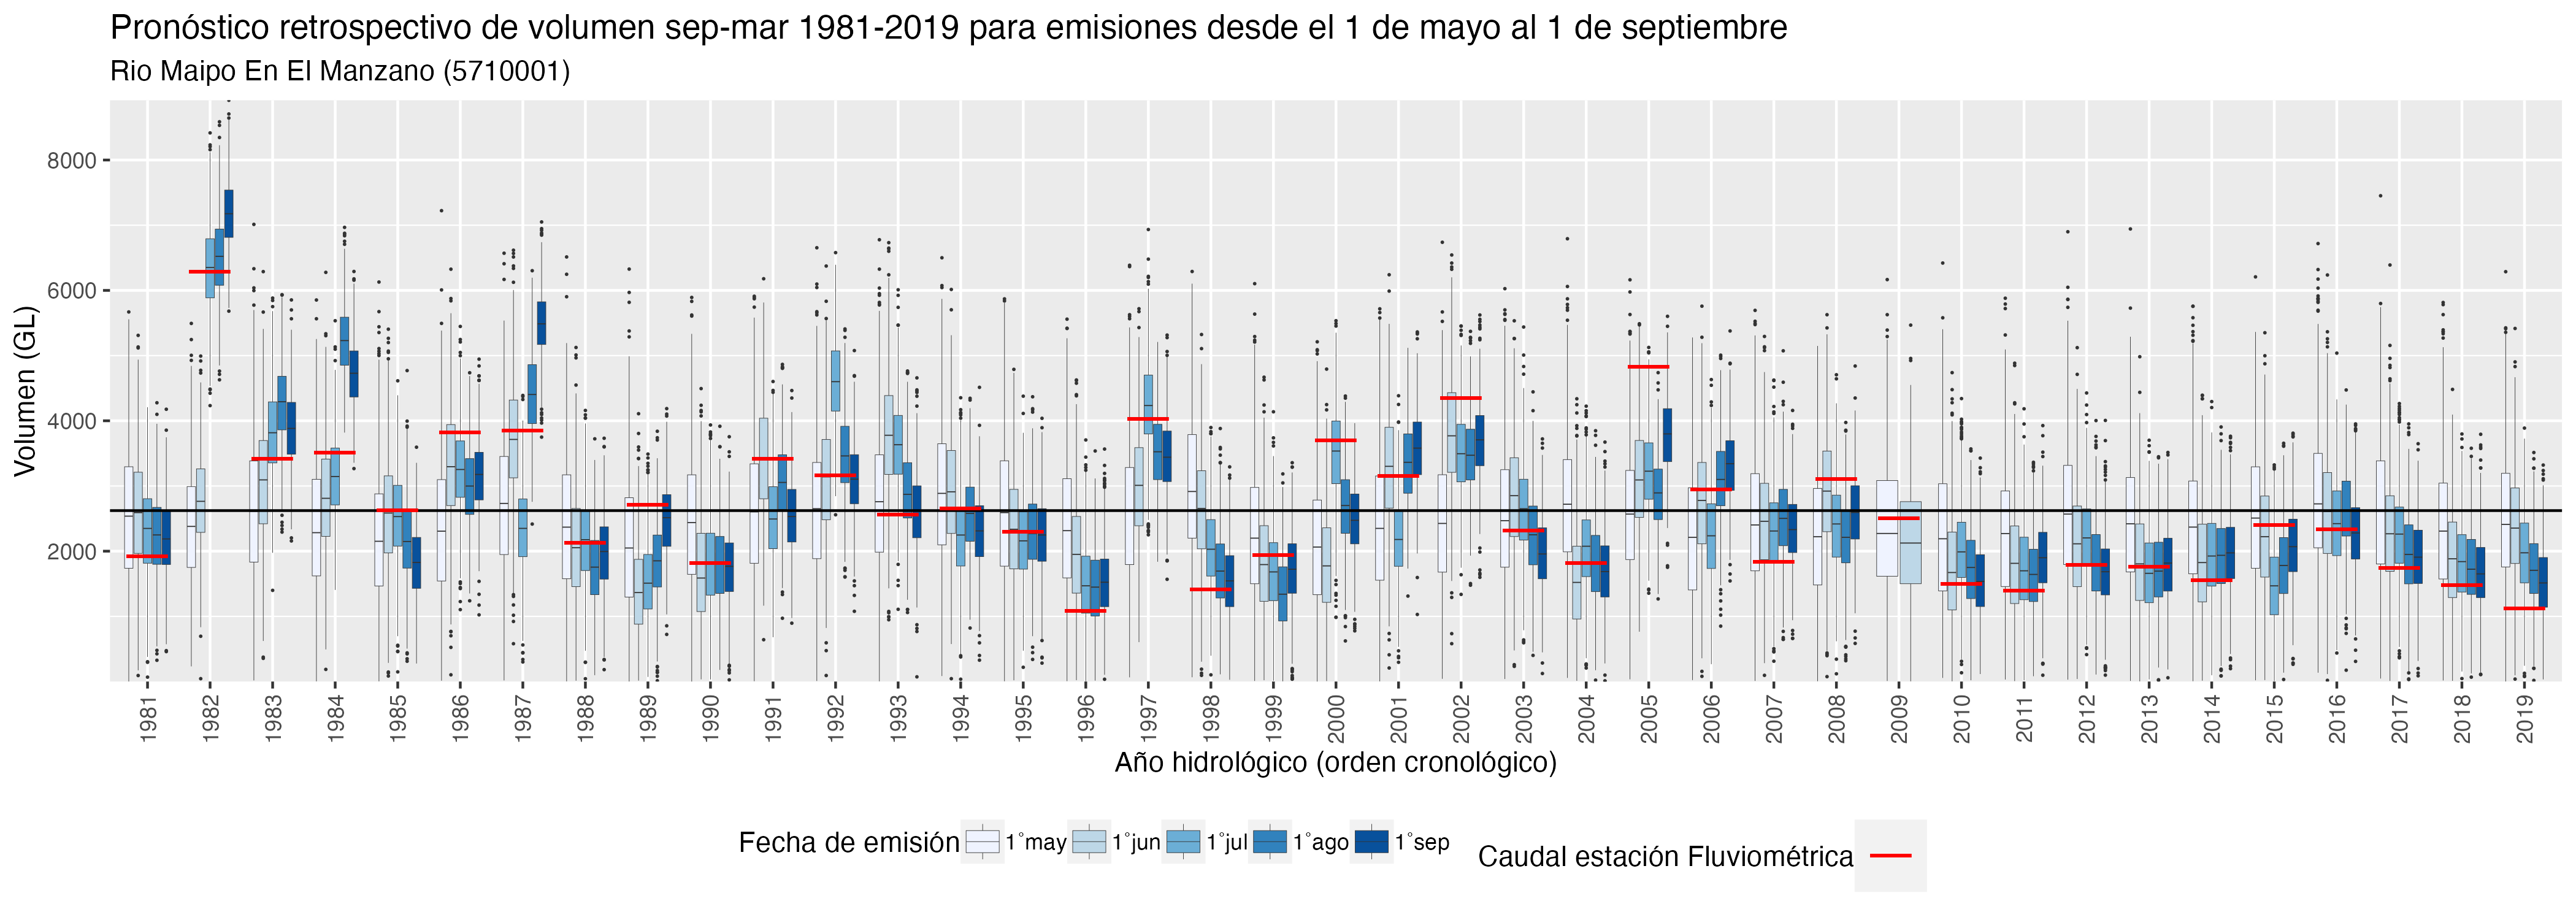 Pronóstico retrospectivo de volumen sep-mar 1981-2019 para emisiones desde el 1 de mayo al 1 de septiembre
Rio Maipo En El Manzano (5710001)
Volumen (GL)
8000
6000
4000
2000
1981 1982 1983 1984 1985 1986 1987 1988 1989 1990 1991 1992 1993 1994 1995 1996 1997 1998 1999 2000 2001 2002 2003 2004 2005 2006 2007 2008 2009 2010 2011 2012 2013 2014 2015 2016 2017 2018 2019
Año hidrológico (orden cronológico)
Fecha de emisión 1°may 1°jun 1°jul 1°ago 1°sep Caudal estación Fluviométrica